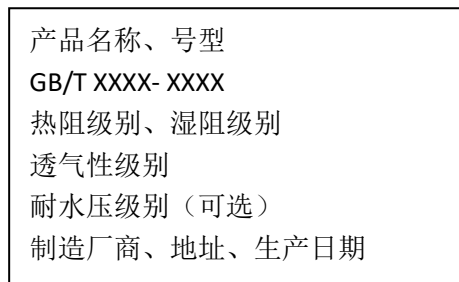 产品名称、号型
GB/T XXXX- XXXX
热阻级别、湿阻级别
透气性级别
耐水压级别（可选）
制造厂商、地址、生产日期